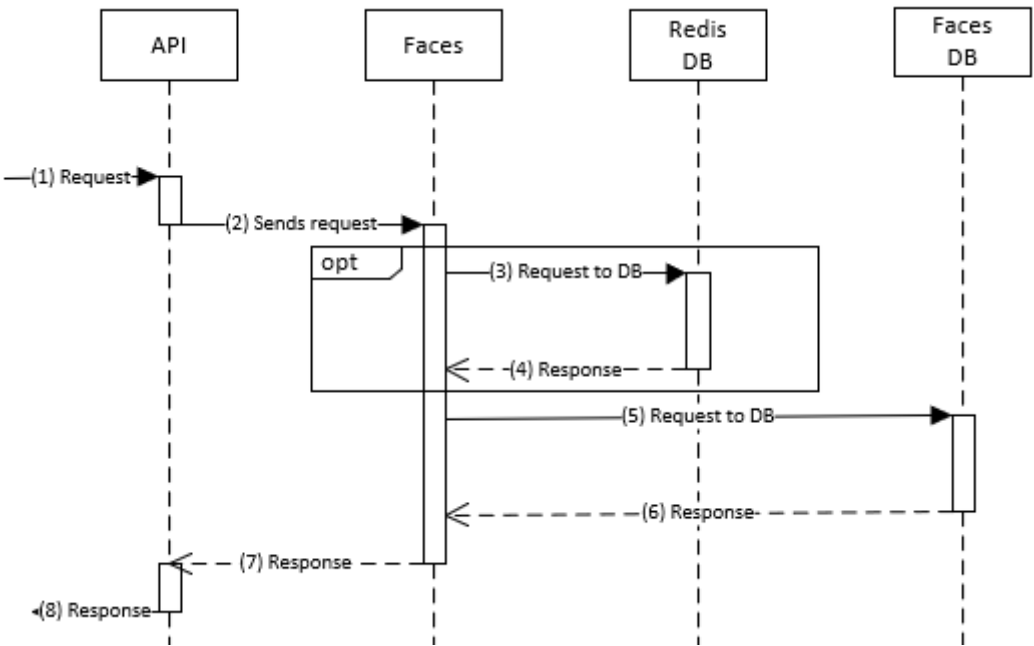 API
Faces
Redis
DB
Faces
DB
(1) Request
(2) Sends request
opt
(3) Request to DB
(4) Response
(5) Request to DB
(6) Response
(7) Response
(8) Response